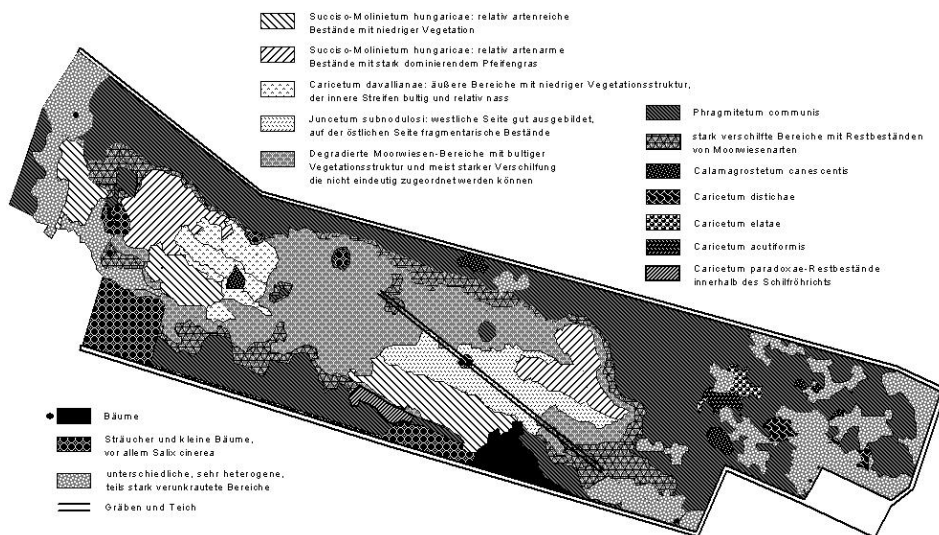 Succiso-Molinietum hungaricae: relativ artenreiche
Bestände mit niedriger Vegetation
Succiso-Molinietum hungaricae: relativ artenarme
Bestände mit stark dominierendem Pfeifengras
Caricetum davallianae: äußere Bereiche mit niedriger Vegetationsstruktur,
der innere Streifen bultig und relativ nass
Juncetum subnodulosi: westliche Seite gut ausgebildet,
auf der östlichen Seite fragmentarische Bestände
Degradierte Moorwiesen-Bereiche mit bultiger
Vegetationsstruktur und meist starker Verschilfung
die nicht eindeutig zugeordnetwerden können
Phragmitetum communis
stark verschilfte Bereiche mit Restbeständen
von Moorwiesenarten
Calamagrostetum canescentis
Caricetum distichae
Caricetum elatae
Caricetum acutiformis
Caricetum paradoxae-Restbestände
innerhalb des Schilfröhrichts
Bäume
Sträucher und kleine Bäume,
vor allem Salix cinerea
unterschiedliche, sehr heterogene,
teils stark verunkrautete Bereiche
Gräben und Teich